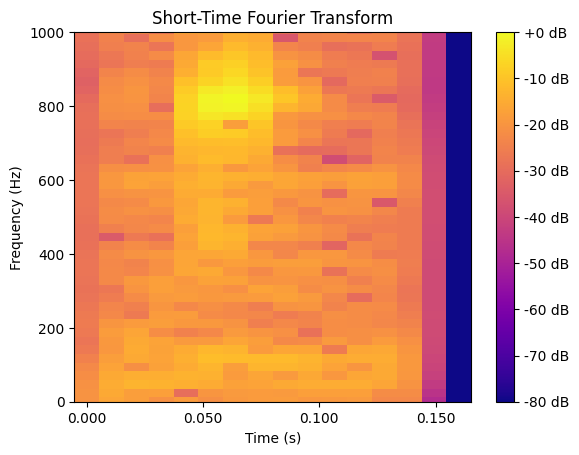 Short-Time Fourier Transform
1000
800
600
400
200
0
Frequency (Hz)
0.000
0.050
0.100
0.150
Time (s)
+0 dB
-10 dB
-20 dB
-30 dB
-40 dB
-50 dB
-60 dB
-70 dB
-80 dB